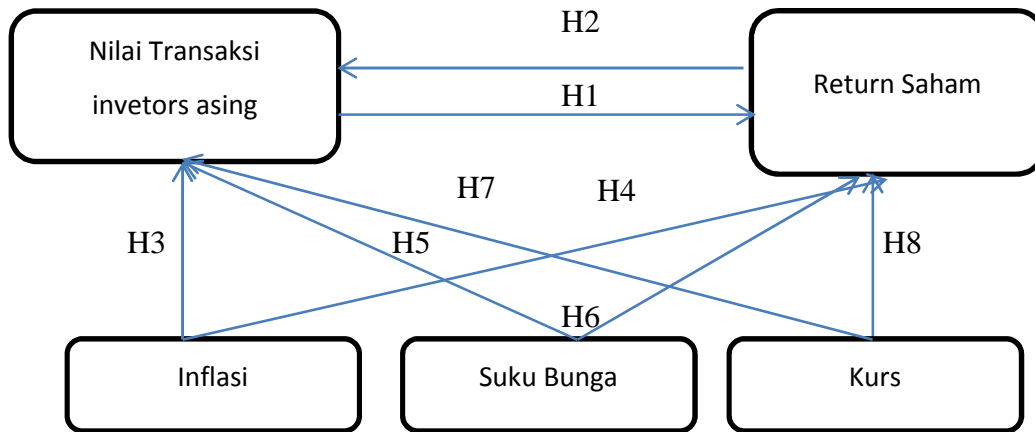 Nilai Transaksi
invetors asing
H2
H1
Return Saham
H7
H4
H3
H5
H8
H6
Inflasi
Suku Bunga
Kurs